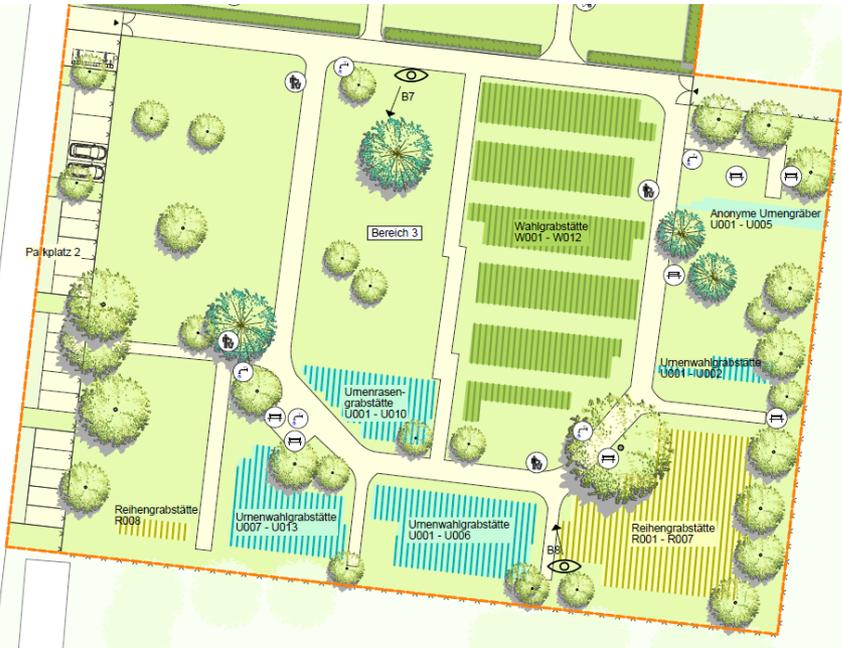 B7
Anonyme Urnengräber
U001 - U005
Bereich 3
Wahlgrabstätte
W001 - W012
Parkplatz 2
Urnenwahlgrabstätte
U001 - U002
Urnenrasen-
grabstätte
U001 - U010
Reihengrabstätte
R008
Urnenwahlgrabstätte
U007 - U013
Urnenwahlgrabstätte
U001 - U006
Reihengrabstätte
R001 - R007
B8